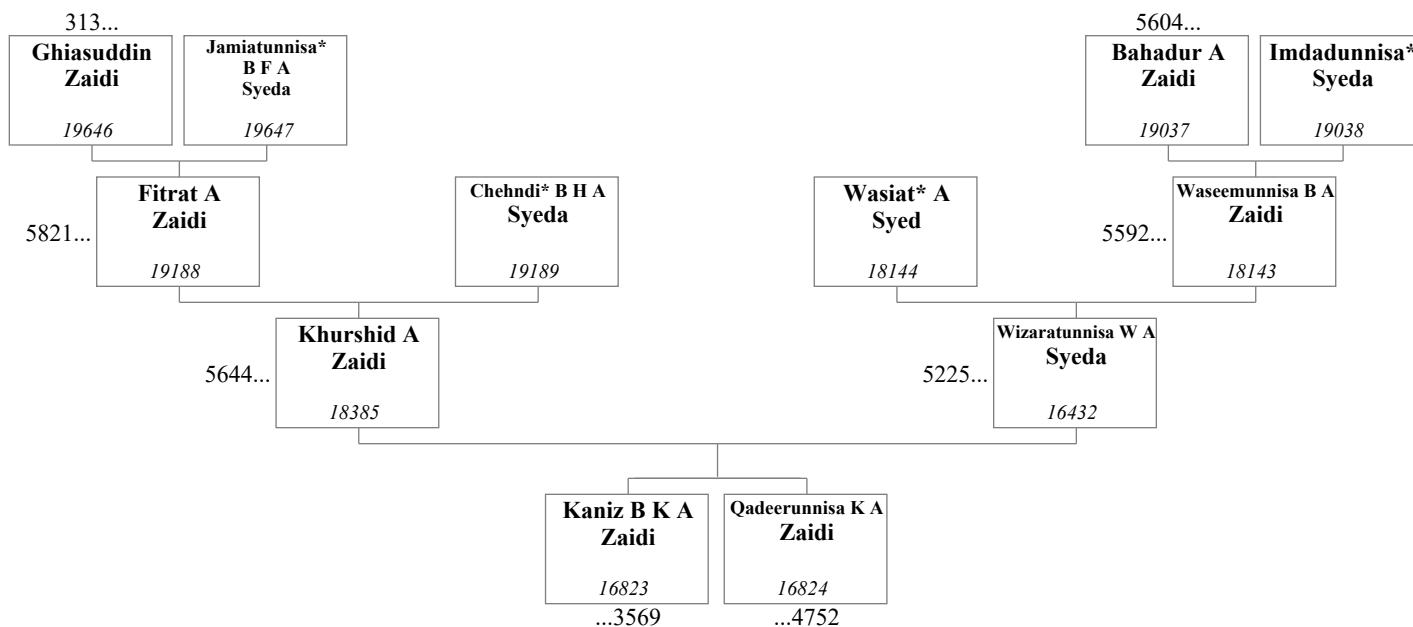 313...
Ghiasuddin
Zaidi
19646
Jamiatunnisa*
B F A
Syeda
19647
5604...
Bahadur A
Zaidi
19037
Imdadunnisa*
Syeda
19038
5821...
Fitrat A
Zaidi
19188
Chehndi* B H A
Syeda
19189
Wasiat* A
Syed
18144
5592...
Waseemunnisa B A
Zaidi
18143
5644...
Khurshid A
Zaidi
18385
5225...
Wizaratunnisa W A
Syeda
16432
Kaniz B K A
Zaidi
16823
...3569
Qadeerunnisa K A
Zaidi
16824
...4752